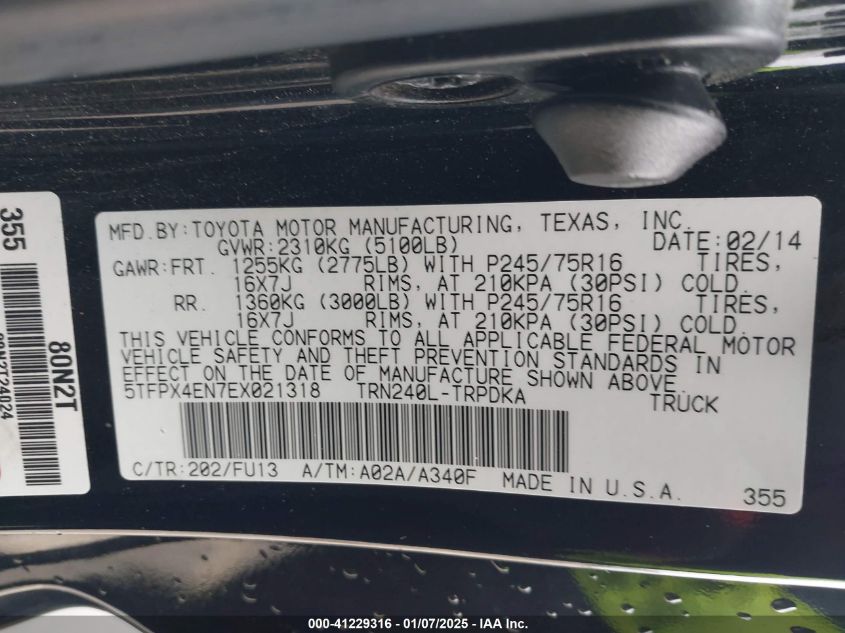 MFD.BY:TOYOTA MOTOR MANUFACTURING, TEXAS, INC.
GVWR:2310KG (5100LB) DATE:02/14
GAWR:FRT. 1255KG (2775LB) WITH P245/75R16 TIRES,
16X7J RIMS, AT 210KPA (30PSI) COLD.
RR. 1360KG (3000LB) WITH P245/75R16 TIRES,
16X7J RIMS, AT 210KPA (30PSI) COLD.
THIS VEHICLE CONFORMS TO ALL APPLICABLE FEDERAL MOTOR
VEHICLE SAFETY AND THEFT PREVENTION STANDARDS IN
EFFECT ON THE DATE OF MANUFACTURE SHOWN ABOVE.
5TFPX4EN7EX021318 TRN240L-TRPDKA TRUCK
C/TR:202/FU13 A/TM:A02A/A340F MADE IN U.S.A.
355
355
80N2T
000-41229316 - 01/07/2025 - IAA Inc.